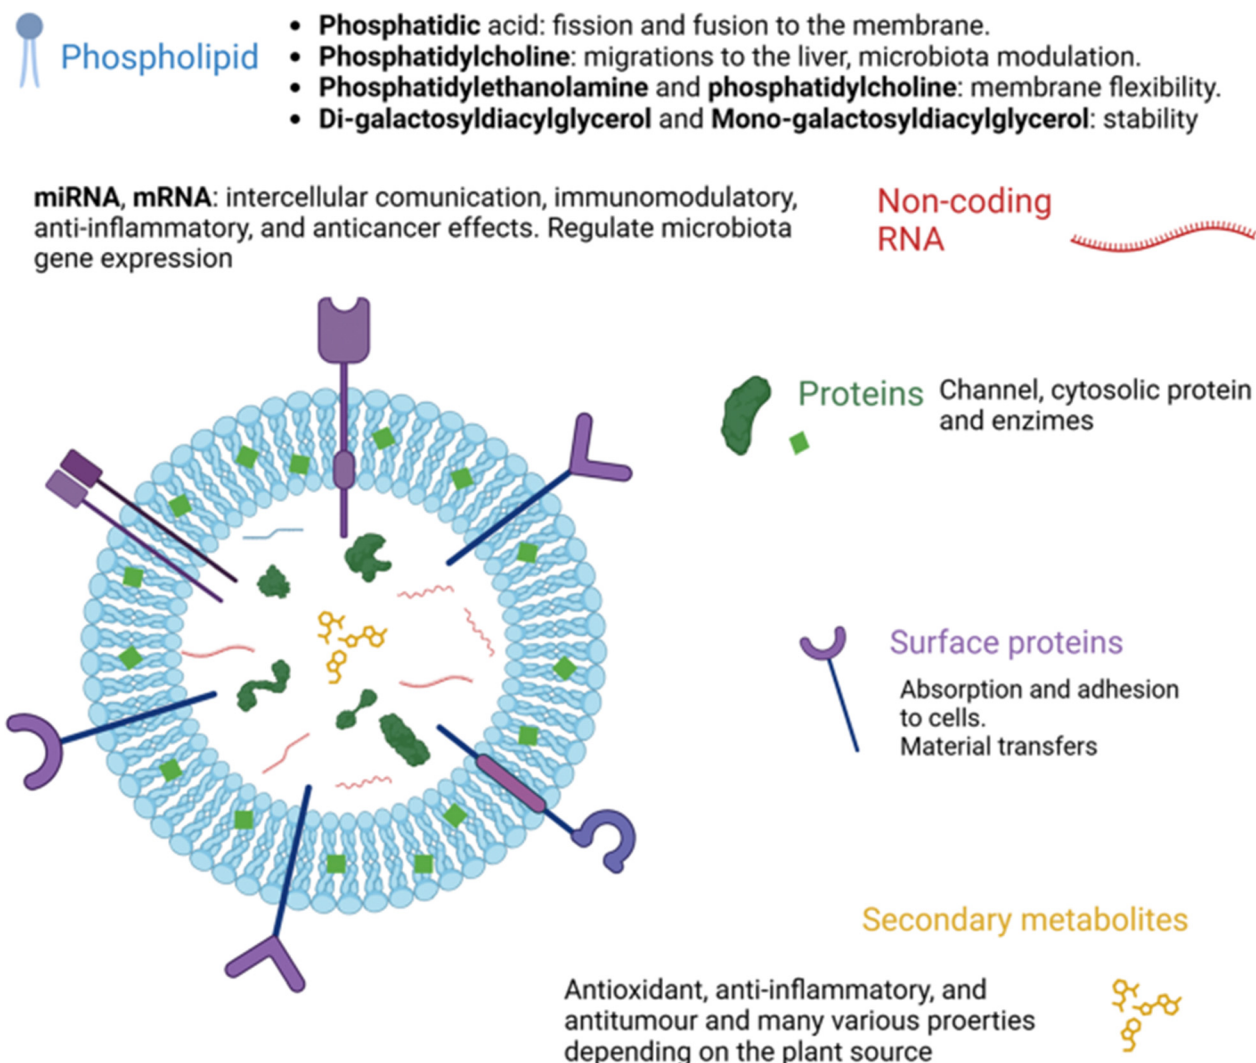 Phospholipid
• Phosphatidic acid: fission and fusion to the membrane.
• Phosphatidylcholine: migrations to the liver, microbiota modulation.
• Phosphatidylethanolamine and phosphatidylcholine: membrane flexibility.
• Di-galactosyldiacylglycerol and Mono-galactosyldiacylglycerol: stability
miRNA, mRNA: intercellular comunication, immunomodulatory,
anti-inflammatory, and anticancer effects. Regulate microbiota
gene expression
Non-coding
RNA
Proteins
Channel, cytosolic protein
and enzimes
Surface proteins
Absorption and adhesion
to cells.
Material transfers
Secondary metabolites
Antioxidant, anti-inflammatory, and
antitumour and many various proerties
depending on the plant source